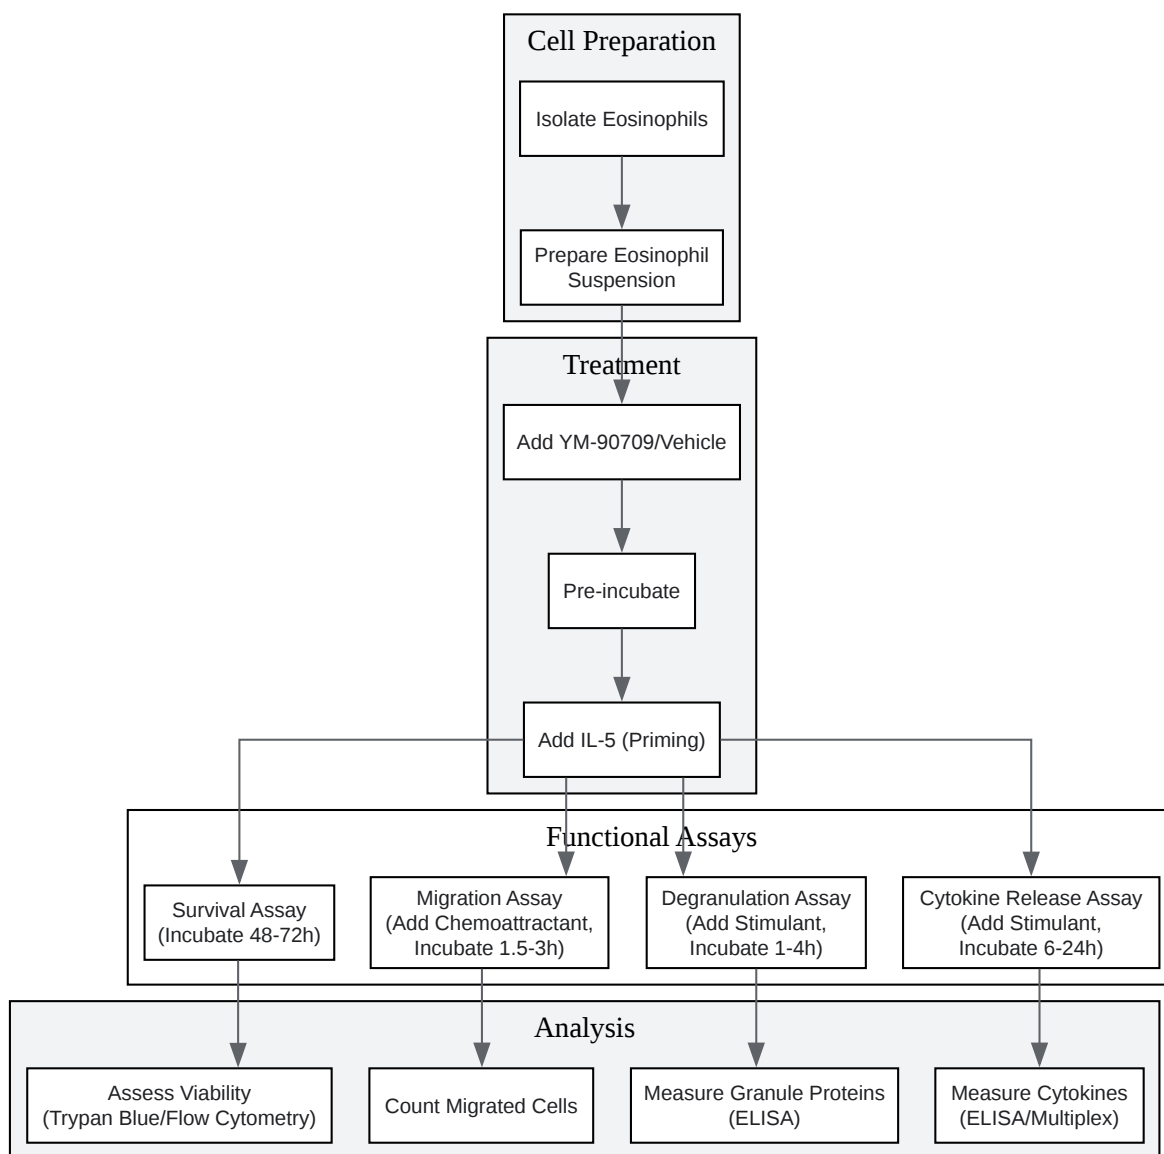 Cell Preparation
Isolate Eosinophils
Prepare Eosinophil
Suspension
Treatment
Add YM-90709/Vehicle
Pre-incubate
Add IL-5 (Priming)
Functional Assays
Survival Assay
(Incubate 48-72h)
Migration Assay
(Add Chemoattractant,
Incubate 1.5-3h)
Degranulation Assay
(Add Stimulant,
Incubate 1-4h)
Cytokine Release Assay
(Add Stimulant,
Incubate 6-24h)
Analysis
Assess Viability
(Trypan Blue/Flow Cytometry)
Count Migrated Cells
Measure Granule Proteins
(ELISA)
Measure Cytokines
(ELISA/Multiplex)